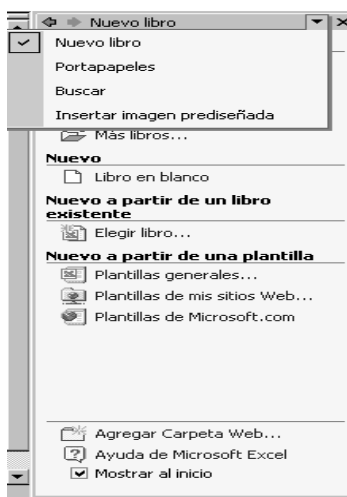 Nuevo libro
Nuevo libro
Portapapeles
Buscar
Insertar imagen prediseñada
Más libros...
Nuevo
Libro en blanco
Nuevo a partir de un libro
existente
Elegir libro...
Nuevo a partir de una plantilla
Plantillas generales...
Plantillas de mis sitios Web...
Plantillas de Microsoft.com
Agregar Carpeta Web...
Ayuda de Microsoft Excel
Mostrar al inicio